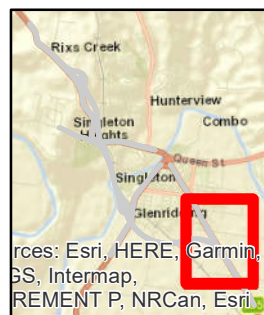 Rixs Creek
Hunterview
Singleton
Heights
Combo
Queen St
Singleton
Glenridding
rces: Esri, HERE, Garmin,
GS, Intermap,
REMENT P, NRCan, Esri